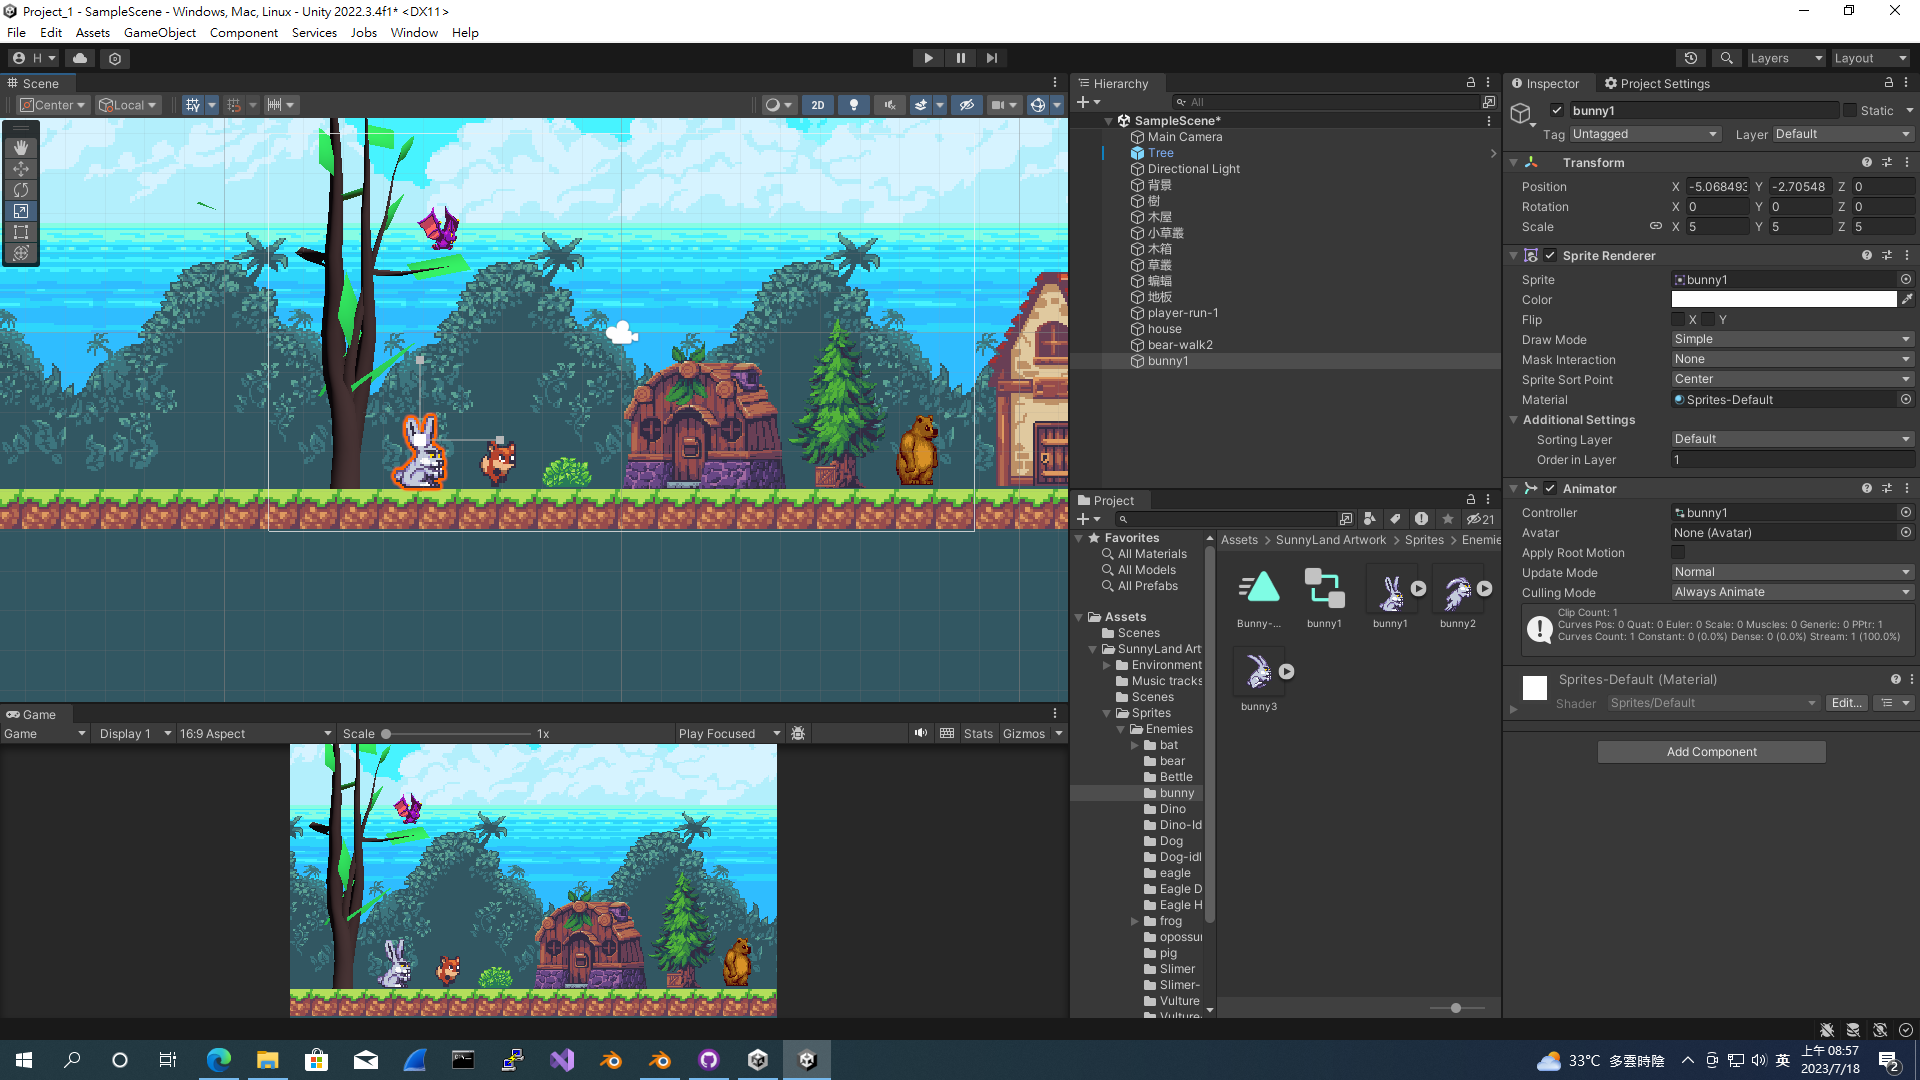 Project_1 - SampleScene - Windows, Mac, Linux - Unity 2022.3.4f1* <DX11>
File Edit Assets GameObject Component Services Jobs Window Help
H Layers Layout
Scene
Center Local 2D
Hierarchy
All
SampleScene*
Main Camera
Tree
Directional Light
背景
樹
木屋
小草叢
木箱
草叢
蝙蝠
地板
player-run-1
house
bear-walk2
bunny1
Inspector Project Settings
bunny1 Static
Tag Untagged Layer Default
Transform
Position X -5.068493 Y -2.70548 Z 0
Rotation X 0 Y 0 Z 0
Scale X 5 Y 5 Z 5
Sprite Renderer
Sprite bunny1
Color
Flip X Y
Draw Mode Simple
Mask Interaction None
Sprite Sort Point Center
Material Sprites-Default
Additional Settings
Sorting Layer Default
Order in Layer 1
Animator
Controller bunny1
Avatar None (Avatar)
Apply Root Motion
Update Mode Normal
Culling Mode Always Animate
Clip Count: 1
Curves Pos: 0 Quat: 0 Euler: 0 Scale: 0 Muscles: 0 Generic: 0 PPtr: 1
Curves Count: 1 Constant: 0 (0.0%) Dense: 0 (0.0%) Stream: 1 (100.0%)
Sprites-Default (Material)
Shader Sprites/Default Edit...
Add Component
Project
21
Favorites
All Materials
All Models
All Prefabs
Assets
Scenes
SunnyLand Art
Environment
Music tracks
Scenes
Sprites
Enemies
bat
bear
Bettle
bunny
Dino
Dino-Id
Dog
Dog-idl
eagle
Eagle D
Eagle H
frog
opossu
pig
Slimer
Slimer-
Vulture
Vulture-
Assets > SunnyLand Artwork > Sprites > Enemie
Bunny-... bunny1 bunny1 bunny2
bunny3
Game
Game Display 1 16:9 Aspect Scale 1x Play Focused Stats Gizmos
33°C 多雲時陰 英 上午 08:57
2023/7/18 2